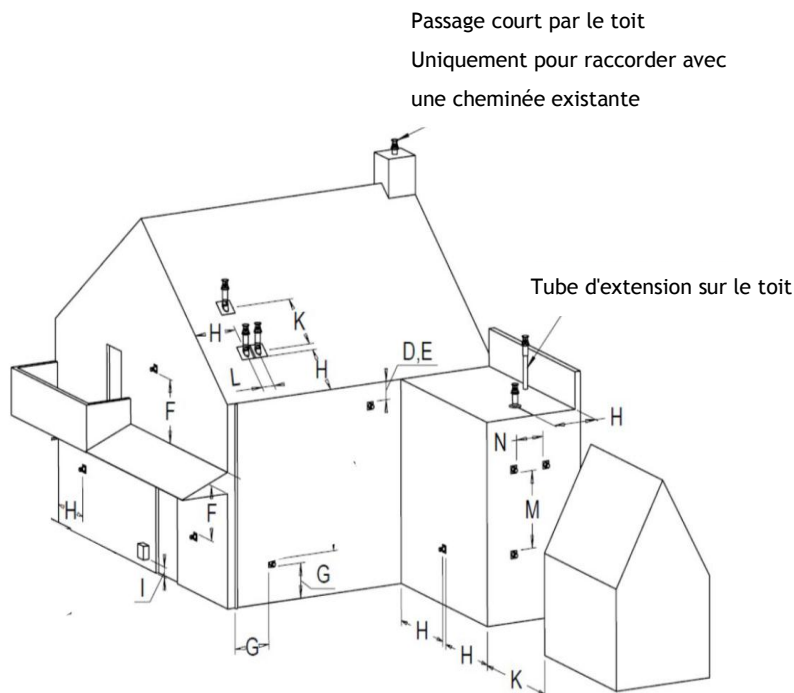 Passage court par le toit
Uniquement pour raccorder avec
une cheminée existante
Tube d'extension sur le toit
H
K
L
H
D,E
F
N
H
M
H
F
I
G
G
H
H
K